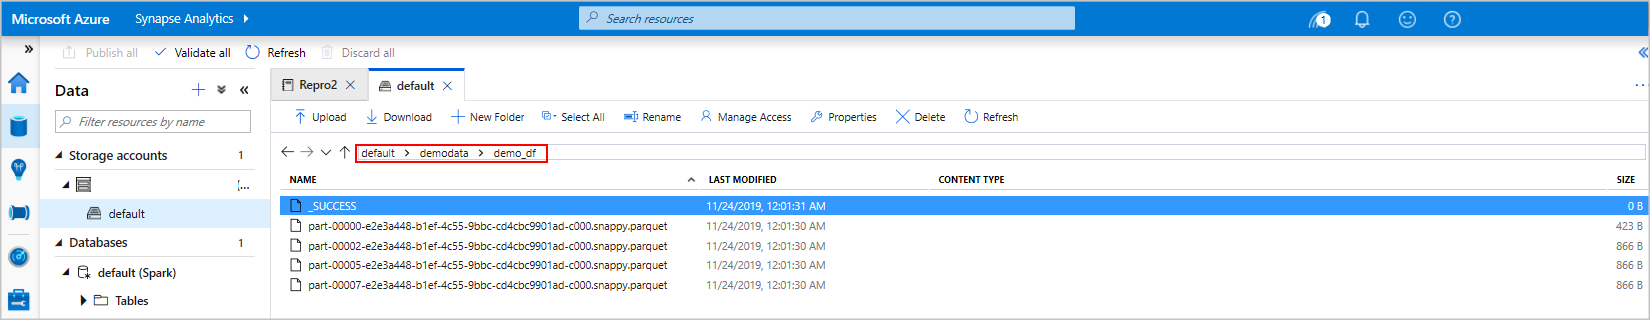 Microsoft Azure Synapse Analytics Search resources 1
Publish all Validate all Refresh Discard all
Data
Filter resources by name
Storage accounts 1
[...
default
Databases 1
default (Spark)
Tables
Repro2 default
Upload Download New Folder Select All Rename Manage Access Properties Delete Refresh
default > demodata > demo_df
NAME LAST MODIFIED CONTENT TYPE SIZE
_SUCCESS 11/24/2019, 12:01:31 AM 0 B
part-00000-e2e3a448-b1ef-4c55-9bbc-cd4cbc9901ad-c000.snappy.parquet 11/24/2019, 12:01:30 AM 423 B
part-00002-e2e3a448-b1ef-4c55-9bbc-cd4cbc9901ad-c000.snappy.parquet 11/24/2019, 12:01:30 AM 866 B
part-00005-e2e3a448-b1ef-4c55-9bbc-cd4cbc9901ad-c000.snappy.parquet 11/24/2019, 12:01:30 AM 866 B
part-00007-e2e3a448-b1ef-4c55-9bbc-cd4cbc9901ad-c000.snappy.parquet 11/24/2019, 12:01:30 AM 866 B